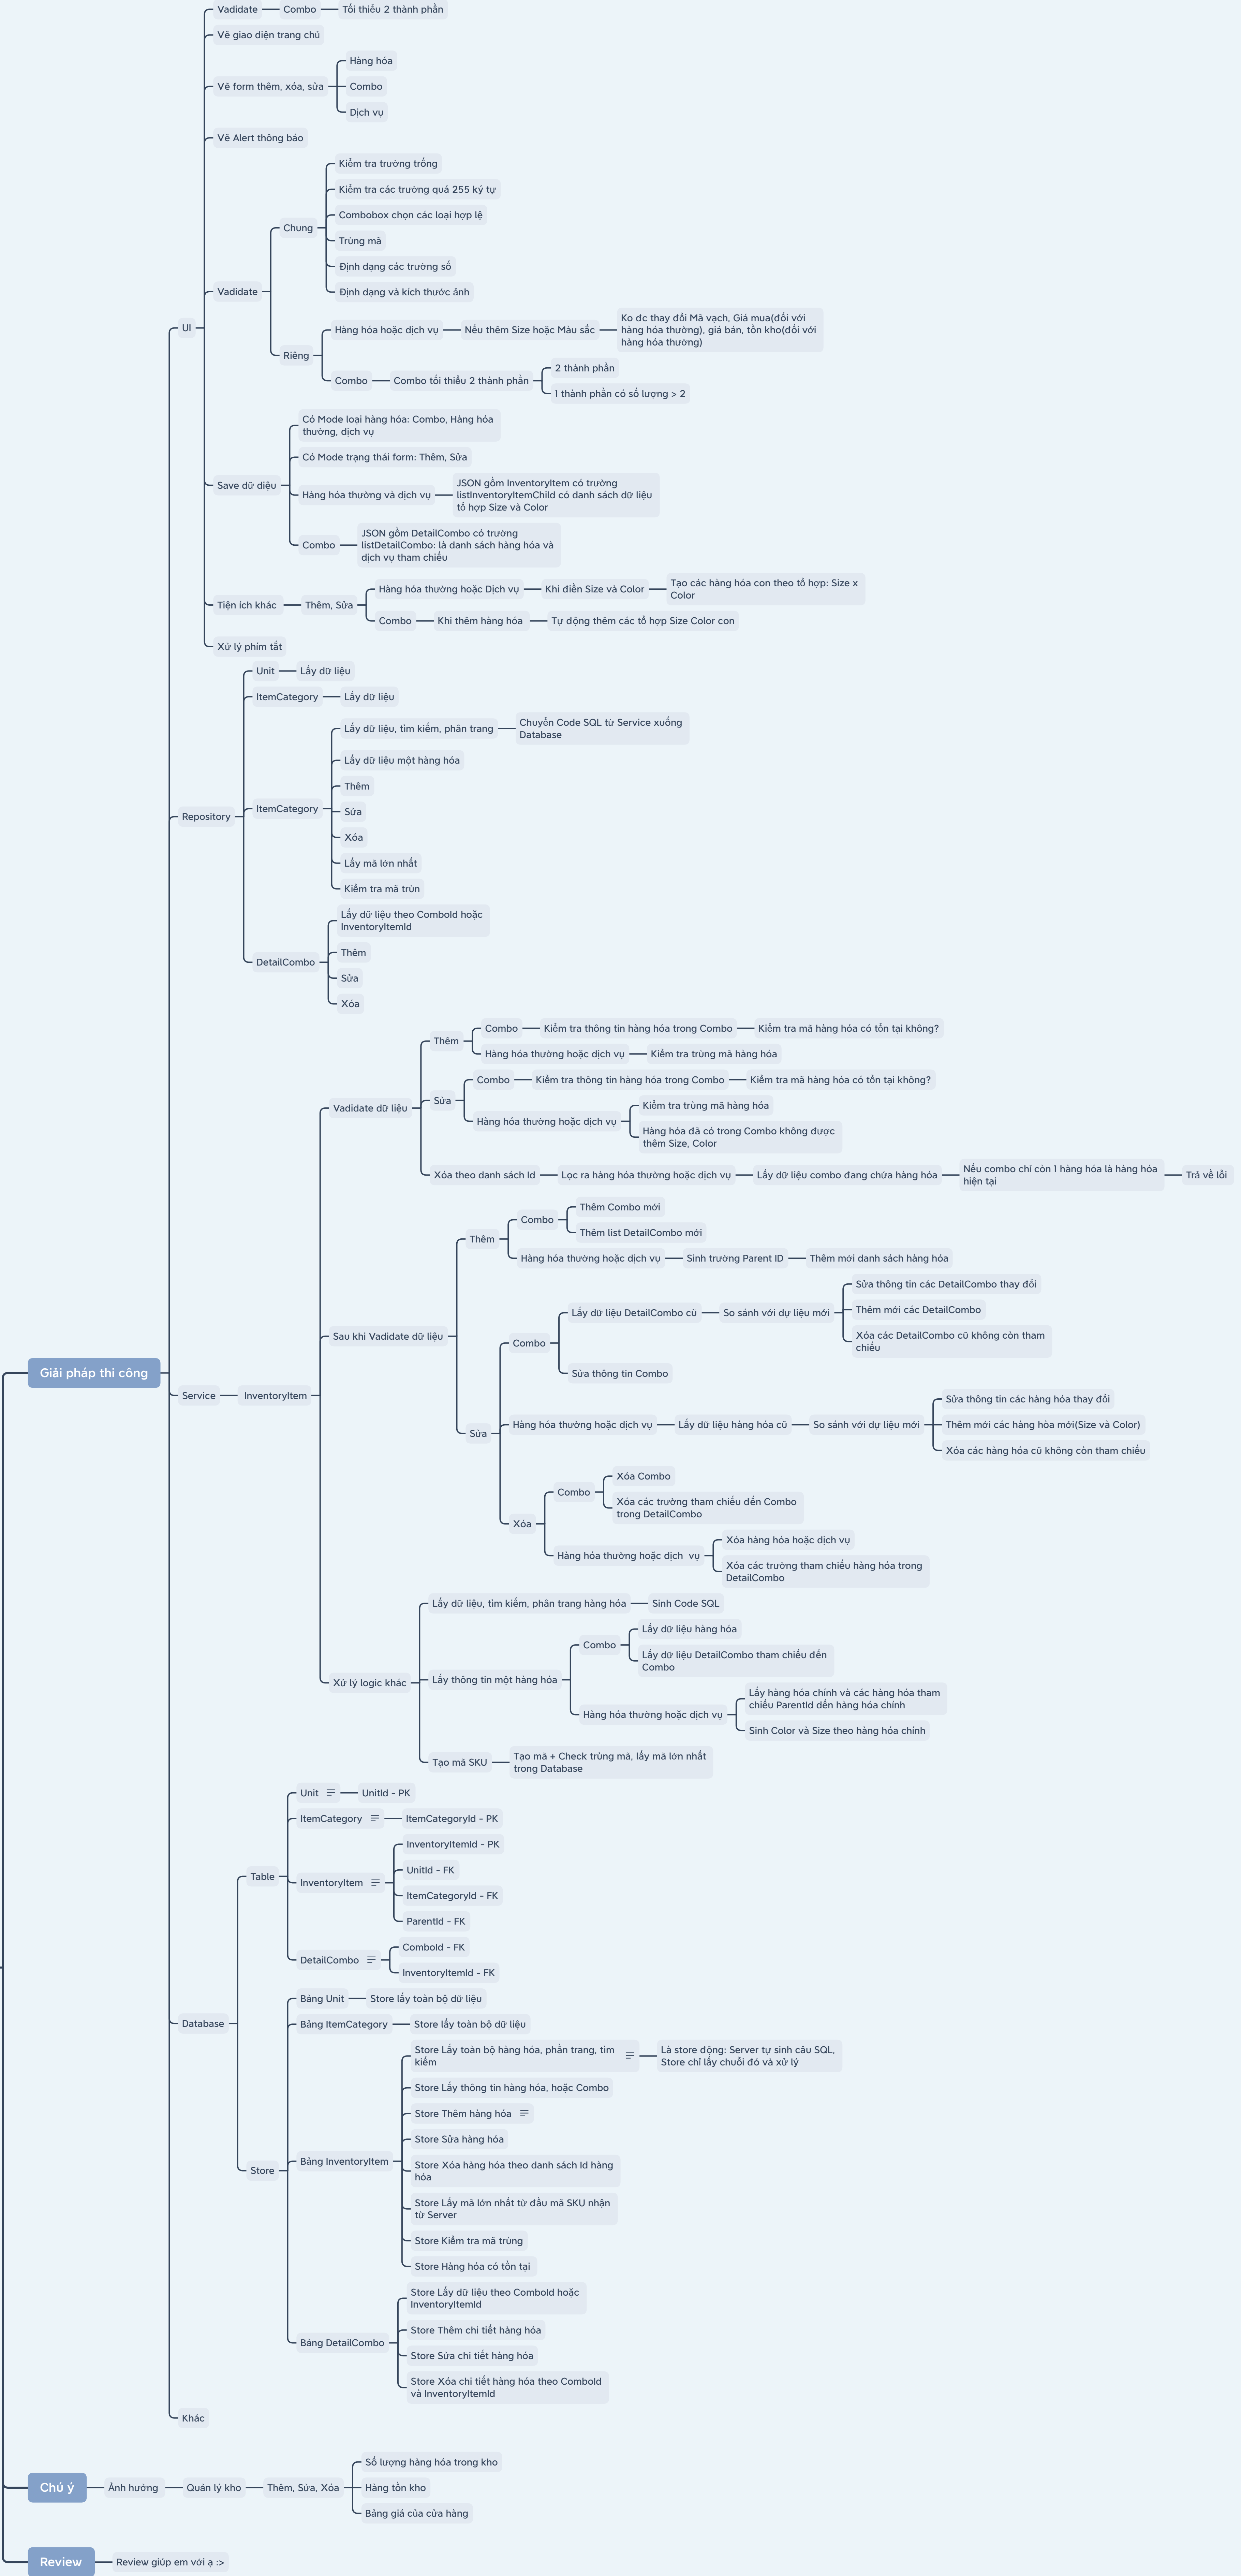 Vadidate
Combo
Tối thiểu 2 thành phần
Vẽ giao diện trang chủ
Vẽ form thêm, xóa, sửa
Hàng hóa
Combo
Dịch vụ
Vẽ Alert thông báo
Vadidate
Chung
Kiểm tra trường trống
Kiểm tra các trường quá 255 ký tự
Combobox chọn các loại hợp lệ
Trùng mã
Định dạng các trường số
Định dạng và kích thước ảnh
Riêng
Hàng hóa hoặc dịch vụ
Nếu thêm Size hoặc Màu sắc
Ko đc thay đổi Mã vạch, Giá mua(đối với
hàng hóa thường), giá bán, tồn kho(đối với
hàng hóa thường)
Combo
Combo tối thiểu 2 thành phần
2 thành phần
1 thành phần có số lượng > 2
UI
Save dữ diệu
Có Mode loại hàng hóa: Combo, Hàng hóa
thường, dịch vụ
Có Mode trạng thái form: Thêm, Sửa
Hàng hóa thường và dịch vụ
JSON gồm InventoryItem có trường
listInventoryItemChild có danh sách dữ liệu
tổ hợp Size và Color
Combo
JSON gồm DetailCombo có trường
listDetailCombo: là danh sách hàng hóa và
dịch vụ tham chiếu
Tiện ích khác
Thêm, Sửa
Hàng hóa thường hoặc Dịch vụ
Khi điền Size và Color
Tạo các hàng hóa con theo tổ hợp: Size x
Color
Combo
Khi thêm hàng hóa
Tự động thêm các tổ hợp Size Color con
Xử lý phím tắt
Repository
Unit
Lấy dữ liệu
ItemCategory
Lấy dữ liệu
ItemCategory
Lấy dữ liệu, tìm kiếm, phân trang
Chuyển Code SQL từ Service xuống
Database
Lấy dữ liệu một hàng hóa
Thêm
Sửa
Xóa
Lấy mã lớn nhất
Kiểm tra mã trùn
DetailCombo
Lấy dữ liệu theo ComboId hoặc
InventoryItemId
Thêm
Sửa
Xóa
Giải pháp thi công
Service
InventoryItem
Vadidate dữ liệu
Thêm
Combo
Kiểm tra thông tin hàng hóa trong Combo
Kiểm tra mã hàng hóa có tồn tại không?
Hàng hóa thường hoặc dịch vụ
Kiểm tra trùng mã hàng hóa
Sửa
Combo
Kiểm tra thông tin hàng hóa trong Combo
Kiểm tra mã hàng hóa có tồn tại không?
Hàng hóa thường hoặc dịch vụ
Kiểm tra trùng mã hàng hóa
Hàng hóa đã có trong Combo không được
thêm Size, Color
Xóa theo danh sách Id
Lọc ra hàng hóa thường hoặc dịch vụ
Lấy dữ liệu combo đang chứa hàng hóa
Nếu combo chỉ còn 1 hàng hóa là hàng hóa
hiện tại
Trả về lỗi
Sau khi Vadidate dữ liệu
Thêm
Combo
Thêm Combo mới
Thêm list DetailCombo mới
Hàng hóa thường hoặc dịch vụ
Sinh trường Parent ID
Thêm mới danh sách hàng hóa
Sửa
Combo
Lấy dữ liệu DetailCombo cũ
So sánh với dự liệu mới
Sửa thông tin các DetailCombo thay đổi
Thêm mới các DetailCombo
Xóa các DetailCombo cũ không còn tham
chiếu
Sửa thông tin Combo
Hàng hóa thường hoặc dịch vụ
Lấy dữ liệu hàng hóa cũ
So sánh với dự liệu mới
Sửa thông tin các hàng hóa thay đổi
Thêm mới các hàng hòa mới(Size và Color)
Xóa các hàng hóa cũ không còn tham chiếu
Xóa
Combo
Xóa Combo
Xóa các trường tham chiếu đến Combo
trong DetailCombo
Hàng hóa thường hoặc dịch vụ
Xóa hàng hóa hoặc dịch vụ
Xóa các trường tham chiếu hàng hóa trong
DetailCombo
Xử lý logic khác
Lấy dữ liệu, tìm kiếm, phân trang hàng hóa
Sinh Code SQL
Lấy thông tin một hàng hóa
Combo
Lấy dữ liệu hàng hóa
Lấy dữ liệu DetailCombo tham chiếu đến
Combo
Hàng hóa thường hoặc dịch vụ
Lấy hàng hóa chính và các hàng hóa tham
chiếu ParentId dến hàng hóa chính
Sinh Color và Size theo hàng hóa chính
Tạo mã SKU
Tạo mã + Check trùng mã, lấy mã lớn nhất
trong Database
Database
Table
Unit
UnitId - PK
ItemCategory
ItemCategoryId - PK
InventoryItem
InventoryItemId - PK
UnitId - FK
ItemCategoryId - FK
ParentId - FK
DetailCombo
ComboId - FK
InventoryItemId - FK
Store
Bảng Unit
Store lấy toàn bộ dữ liệu
Bảng ItemCategory
Store lấy toàn bộ dữ liệu
Bảng InventoryItem
Store Lấy toàn bộ hàng hóa, phần trang, tìm
kiếm
Là store động: Server tự sinh câu SQL,
Store chỉ lấy chuỗi đó và xử lý
Store Lấy thông tin hàng hóa, hoặc Combo
Store Thêm hàng hóa
Store Sửa hàng hóa
Store Xóa hàng hóa theo danh sách Id hàng
hóa
Store Lấy mã lớn nhất từ đầu mã SKU nhận
từ Server
Store Kiểm tra mã trùng
Store Hàng hóa có tồn tại
Bảng DetailCombo
Store Lấy dữ liệu theo ComboId hoặc
InventoryItemId
Store Thêm chi tiết hàng hóa
Store Sửa chi tiết hàng hóa
Store Xóa chi tiết hàng hóa theo ComboId
và InventoryItemId
Khác
Chú ý
Ảnh hưởng
Quản lý kho
Thêm, Sửa, Xóa
Số lượng hàng hóa trong kho
Hàng tồn kho
Bảng giá của cửa hàng
Review
Review giúp em với ạ :>